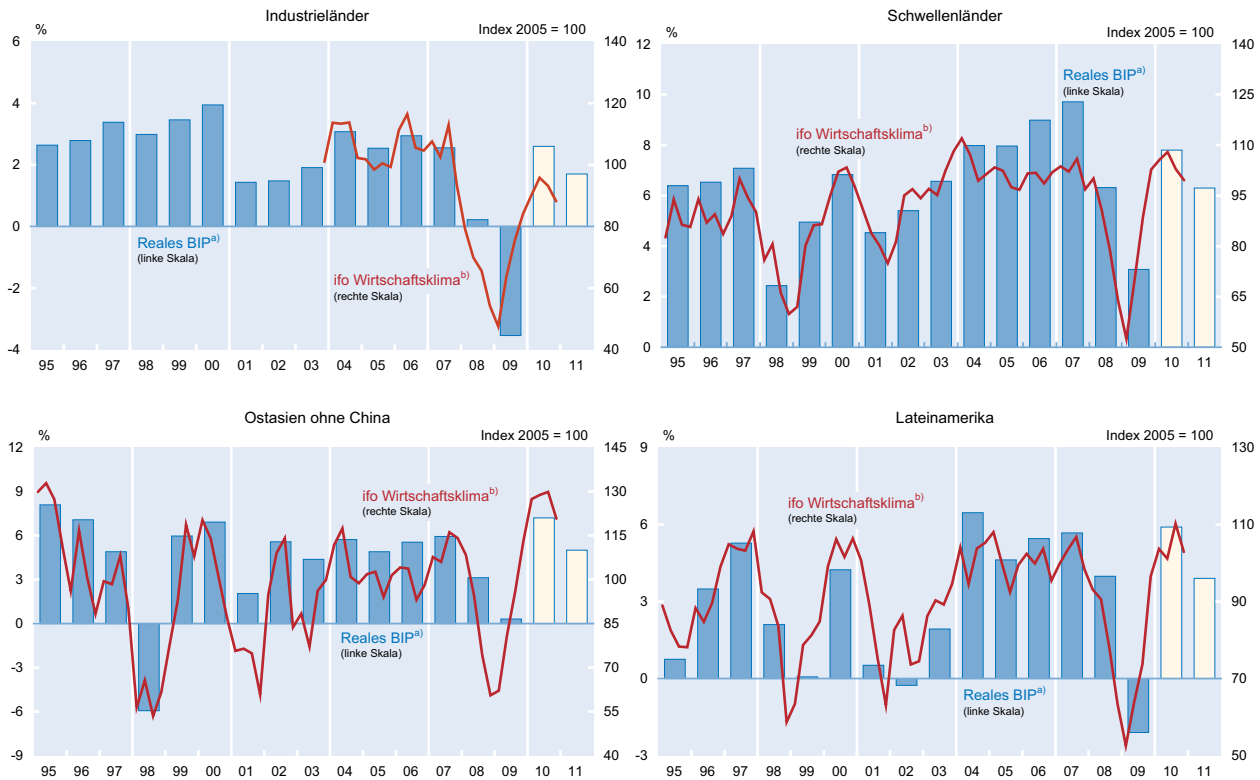 Industrieländer
% Index 2005 = 100
6 140
4 120
2 100
0 80
-2 60
-4 40
Reales BIPa)
(linke Skala)
ifo Wirtschaftsklimab)
(rechte Skala)
95 96 97 98 99 00 01 02 03 04 05 06 07 08 09 10 11
Schwellenländer
% Index 2005 = 100
12 140
10 125
8 110
6 95
4 80
2 65
0 50
Reales BIPa)
(linke Skala)
ifo Wirtschaftsklimab)
(rechte Skala)
95 96 97 98 99 00 01 02 03 04 05 06 07 08 09 10 11
Ostasien ohne China
% Index 2005 = 100
12 145
9 130
6 115
3 100
0 85
-3 70
-6 55
-9 40
ifo Wirtschaftsklimab)
(rechte Skala)
Reales BIPa)
(linke Skala)
95 96 97 98 99 00 01 02 03 04 05 06 07 08 09 10 11
Lateinamerika
% Index 2005 = 100
9 130
6 110
3 90
0 70
-3 50
ifo Wirtschaftsklimab)
(rechte Skala)
Reales BIPa)
(linke Skala)
95 96 97 98 99 00 01 02 03 04 05 06 07 08 09 10 11